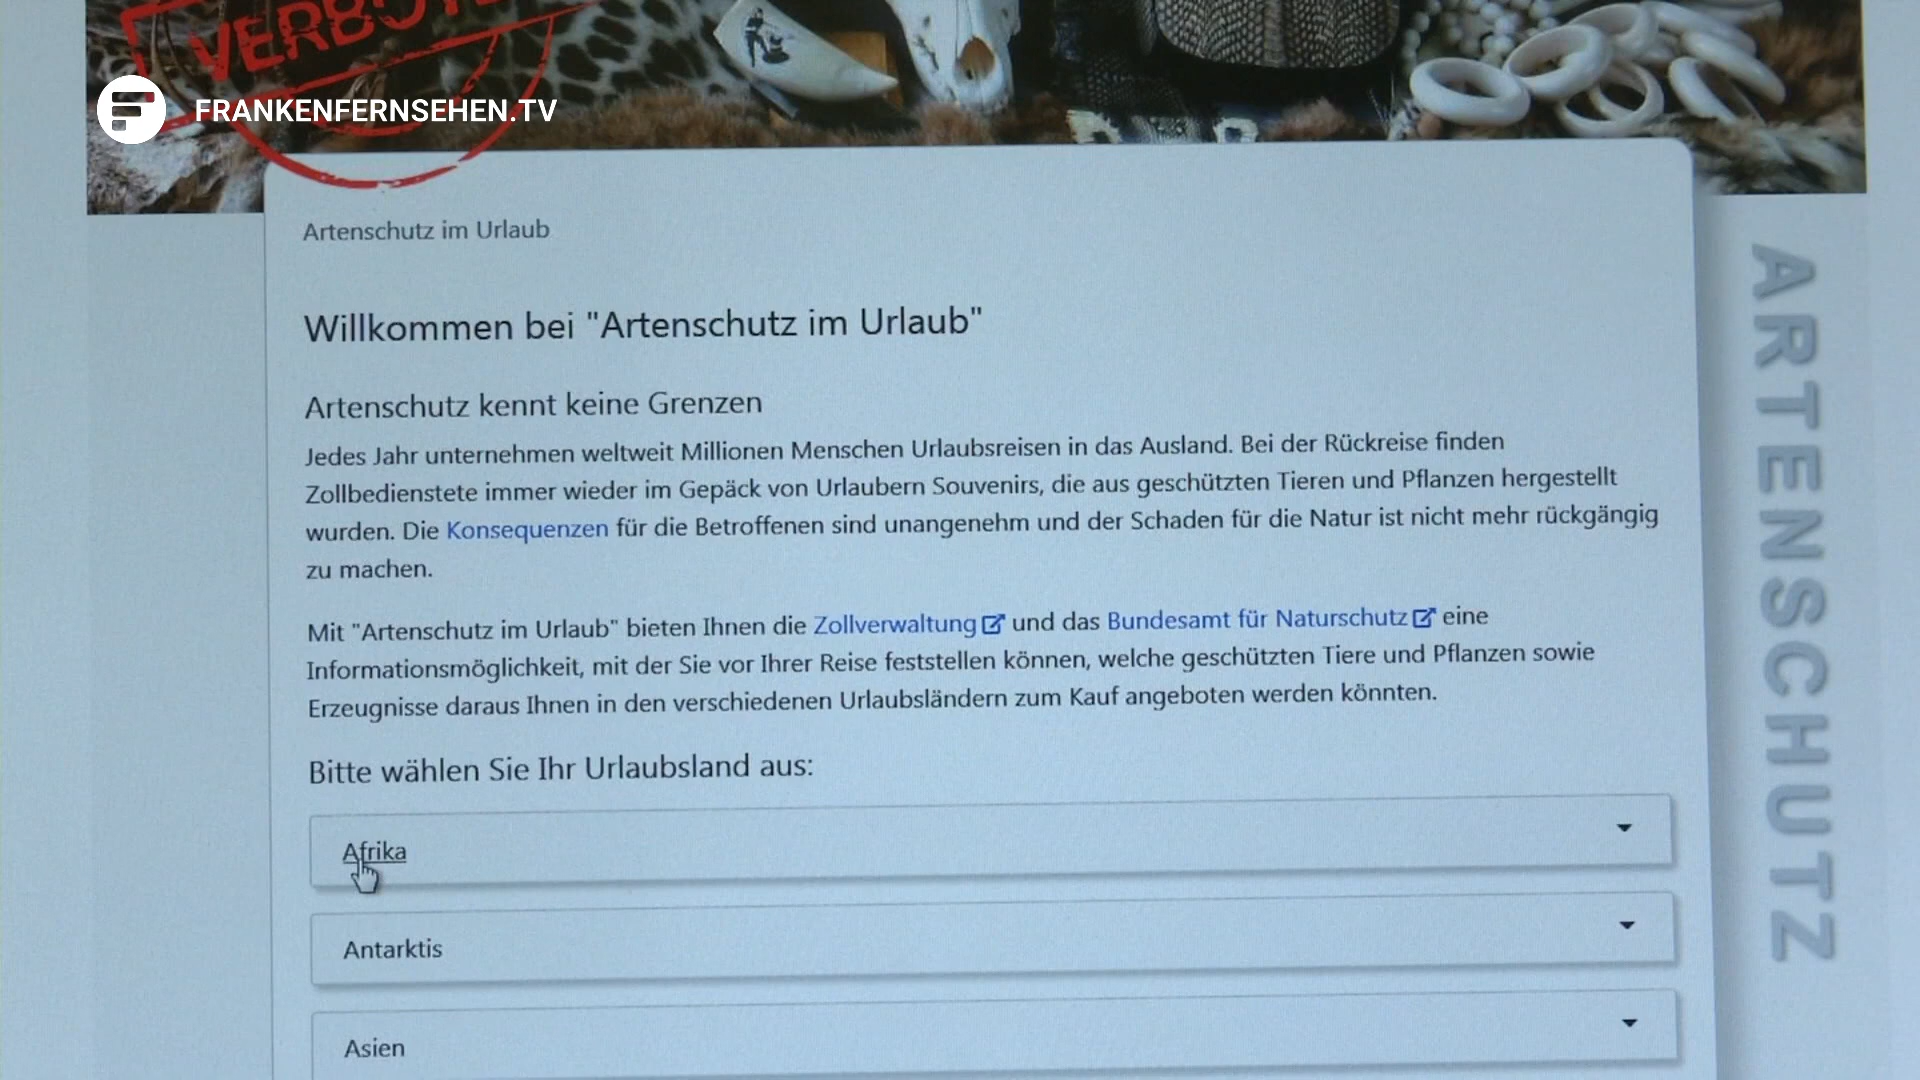 VERBOTEN
FRANKENFERNSEHEN.TV
Artenschutz im Urlaub
Willkommen bei "Artenschutz im Urlaub"
Artenschutz kennt keine Grenzen
Jedes Jahr unternehmen weltweit Millionen Menschen Urlaubsreisen in das Ausland. Bei der Rückreise finden
Zollbedienstete immer wieder im Gepäck von Urlaubern Souvenirs, die aus geschützten Tieren und Pflanzen hergestellt
wurden. Die Konsequenzen für die Betroffenen sind unangenehm und der Schaden für die Natur ist nicht mehr rückgängig
zu machen.
Mit "Artenschutz im Urlaub" bieten Ihnen die Zollverwaltung und das Bundesamt für Naturschutz eine
Informationsmöglichkeit, mit der Sie vor Ihrer Reise feststellen können, welche geschützten Tiere und Pflanzen sowie
Erzeugnisse daraus Ihnen in den verschiedenen Urlaubsländern zum Kauf angeboten werden könnten.
Bitte wählen Sie Ihr Urlaubsland aus:
Afrika
Antarktis
Asien
ARTENSCHUTZ